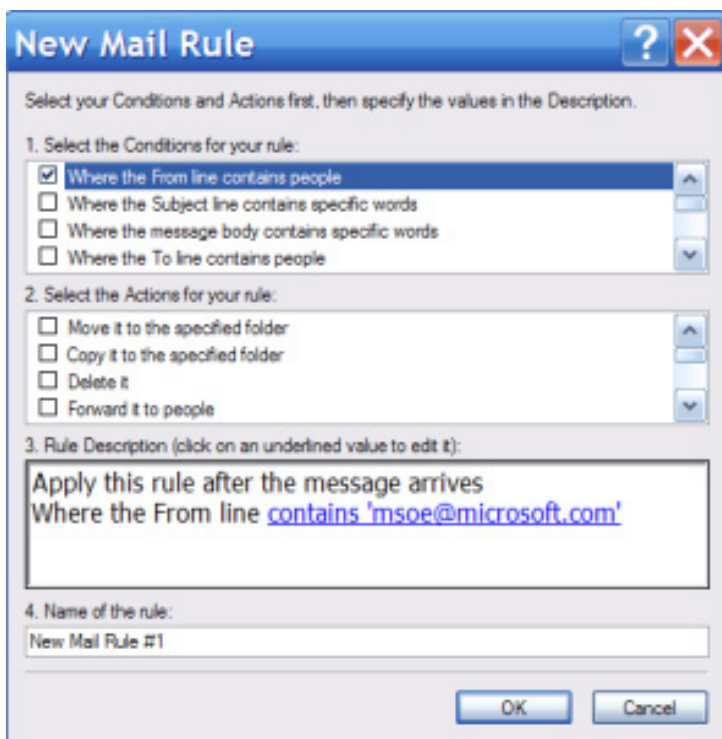 New Mail Rule
Select your Conditions and Actions first, then specify the values in the Description.
1. Select the Conditions for your rule:
Where the From line contains people
Where the Subject line contains specific words
Where the message body contains specific words
Where the To line contains people
2. Select the Actions for your rule:
Move it to the specified folder
Copy it to the specified folder
Delete it
Forward it to people
3. Rule Description (click on an underlined value to edit it):
Apply this rule after the message arrives
Where the From line contains 'msoe@microsoft.com'
4. Name of the rule:
New Mail Rule #1
OK Cancel